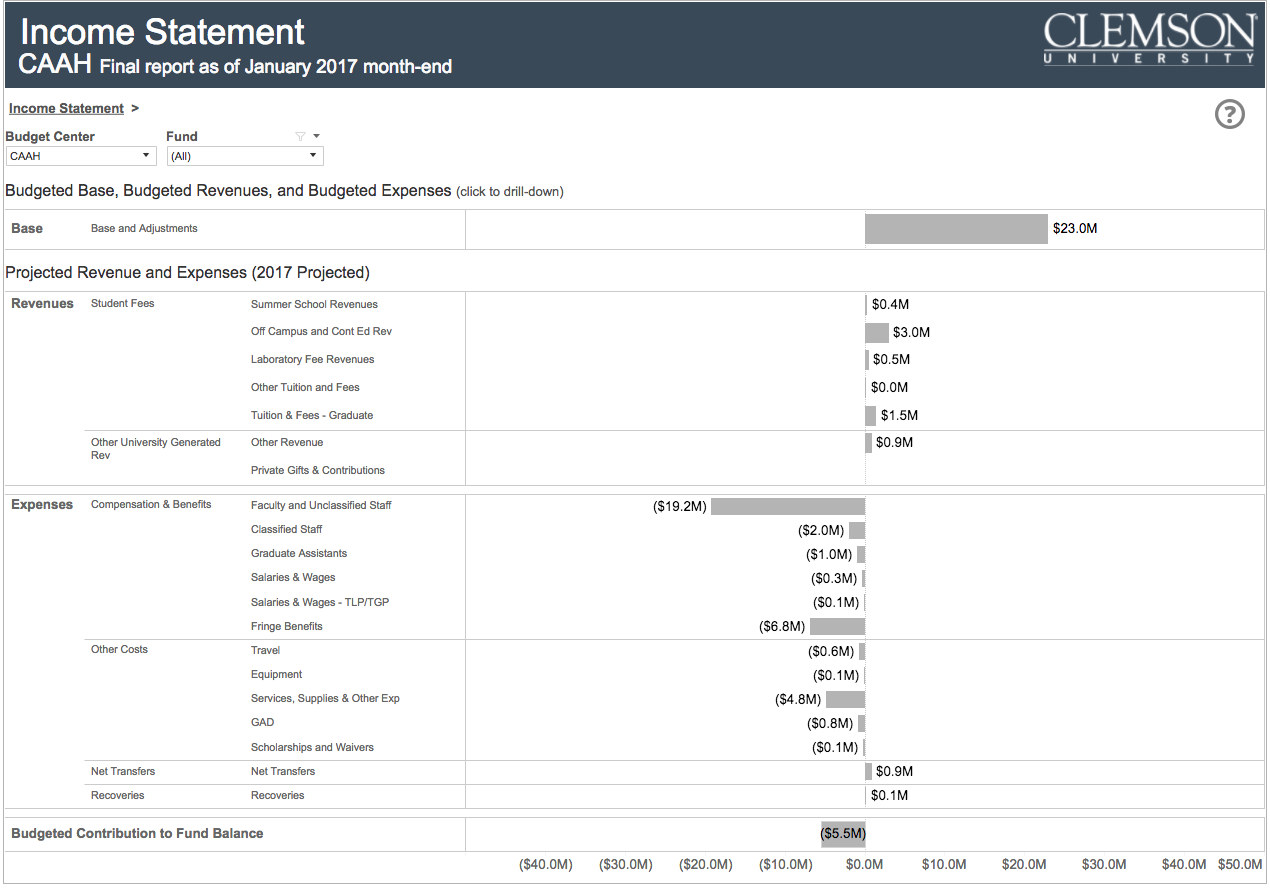 Income Statement
CAAH Final report as of January 2017 month-end
CLEMSON
UNIVERSITY
Income Statement >
?
Budget Center
Fund
CAAH
(All)
Budgeted Base, Budgeted Revenues, and Budgeted Expenses (click to drill-down)
Base Base and Adjustments $23.0M
Projected Revenue and Expenses (2017 Projected)
Revenues Student Fees Summer School Revenues $0.4M
Off Campus and Cont Ed Rev $3.0M
Laboratory Fee Revenues $0.5M
Other Tuition and Fees $0.0M
Tuition & Fees - Graduate $1.5M
Other University Generated Other Revenue $0.9M
Rev
Private Gifts & Contributions
Expenses Compensation & Benefits Faculty and Unclassified Staff ($19.2M)
Classified Staff ($2.0M)
Graduate Assistants ($1.0M)
Salaries & Wages ($0.3M)
Salaries & Wages - TLP/TGP ($0.1M)
Fringe Benefits ($6.8M)
Other Costs Travel ($0.6M)
Equipment ($0.1M)
Services, Supplies & Other Exp ($4.8M)
GAD ($0.8M)
Scholarships and Waivers ($0.1M)
Net Transfers Net Transfers $0.9M
Recoveries Recoveries $0.1M
Budgeted Contribution to Fund Balance ($5.5M)
($40.0M) ($30.0M) ($20.0M) ($10.0M) $0.0M $10.0M $20.0M $30.0M $40.0M $50.0M